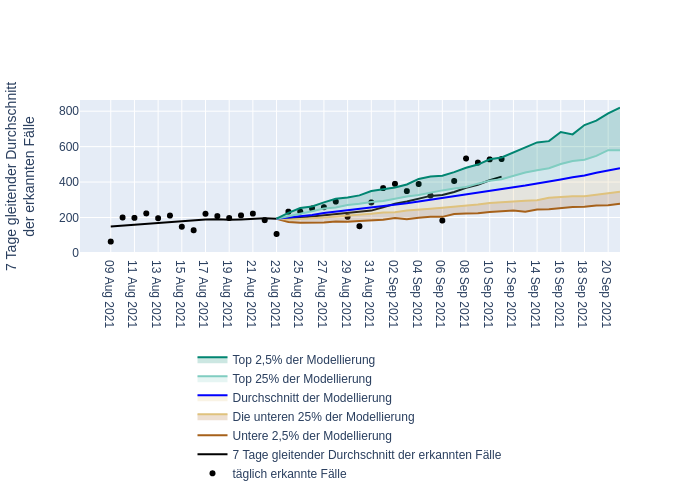 7 Tage gleitender Durchschnitt
der erkannten Fälle
800
600
400
200
0
09 Aug 2021
11 Aug 2021
13 Aug 2021
15 Aug 2021
17 Aug 2021
19 Aug 2021
21 Aug 2021
23 Aug 2021
25 Aug 2021
27 Aug 2021
29 Aug 2021
31 Aug 2021
02 Sep 2021
04 Sep 2021
06 Sep 2021
08 Sep 2021
10 Sep 2021
12 Sep 2021
14 Sep 2021
16 Sep 2021
18 Sep 2021
20 Sep 2021
Top 2,5% der Modellierung
Top 25% der Modellierung
Durchschnitt der Modellierung
Die unteren 25% der Modellierung
Untere 2,5% der Modellierung
7 Tage gleitender Durchschnitt der erkannten Fälle
täglich erkannte Fälle